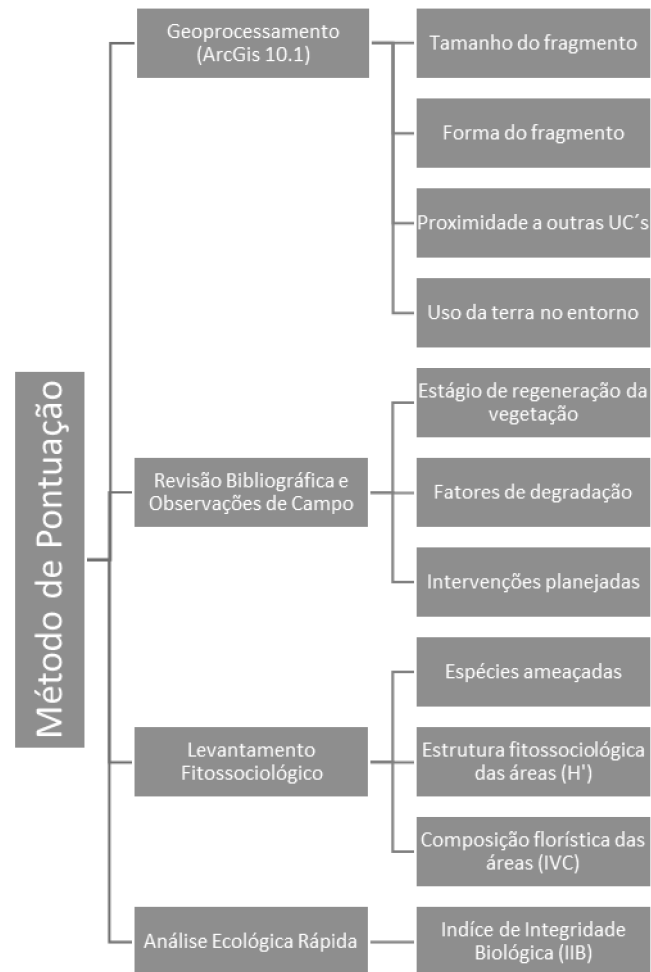 Método de Pontuação
Geoprocessamento
(ArcGis 10.1)
Tamanho do fragmento
Forma do fragmento
Proximidade a outras UC´s
Uso da terra no entorno
Revisão Bibliográfica e
Observações de Campo
Estágio de regeneração da
vegetação
Fatores de degradação
Intervenções planejadas
Levantamento
Fitossociológico
Espécies ameaçadas
Estrutura fitossociológica
das áreas (H')
Composição florística das
áreas (IVC)
Análise Ecológica Rápida
Indíce de Integridade
Biológica (IIB)